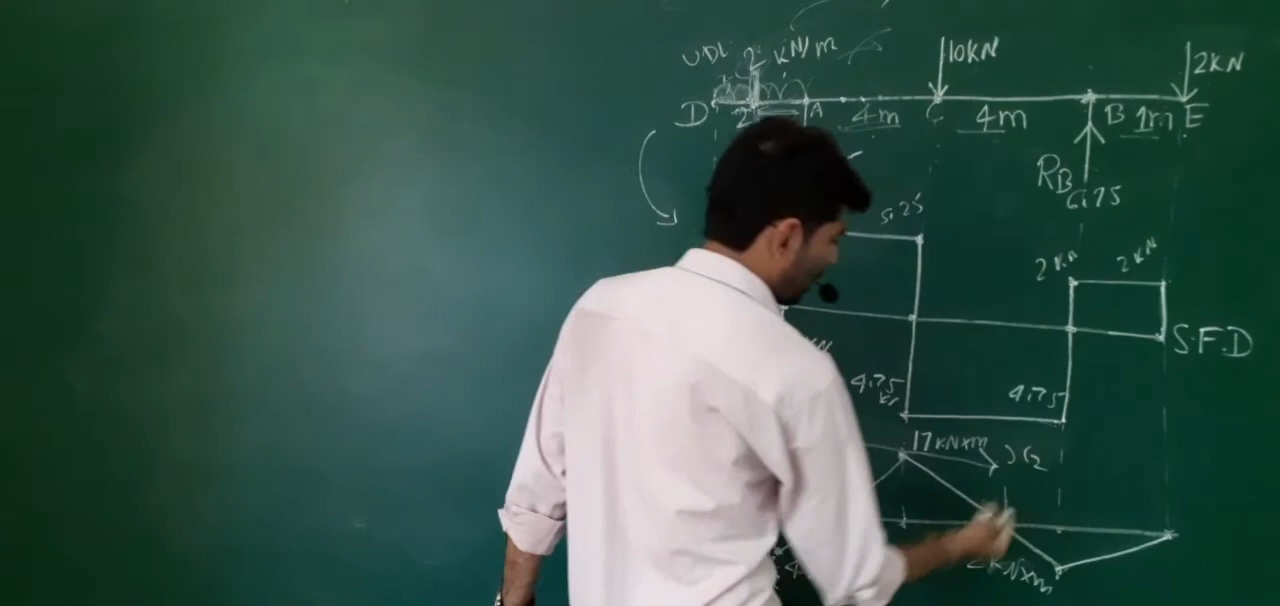 UDL 2 kN/m
10KN
2KN
D 2 A 4m C 4m B 1m E
RB
6.75
5.25
2KN
2KN
S.F.D
4.75
4.75
17KN×m
2KN×m